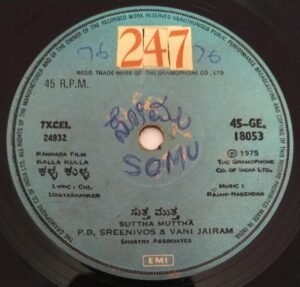 76 247 76
REGD. TRADE MARK OF THE GRAMOPHONE CO., LTD.
45 R.P.M.
7XCEL.
24932
45-GE.
18053
ಸೋಮು
SOMU
KANNADA FILM
KALLA KULLA
ಕಳ್ಳ ಕುಳ್ಳ
LYRIC : CHI.
UDAYASHANKER
℗ 1975
THE GRAMOPHONE
CO. OF INDIA LTD.
MUSIC :
RAJAN-NAGENDRA
ಸುತ್ತ ಮುತ್ತ
SUTTHA MUTTHA
P.B. SREENIVOS & VANI JAIRAM
SHASTRY ASSOCIATES
EMI